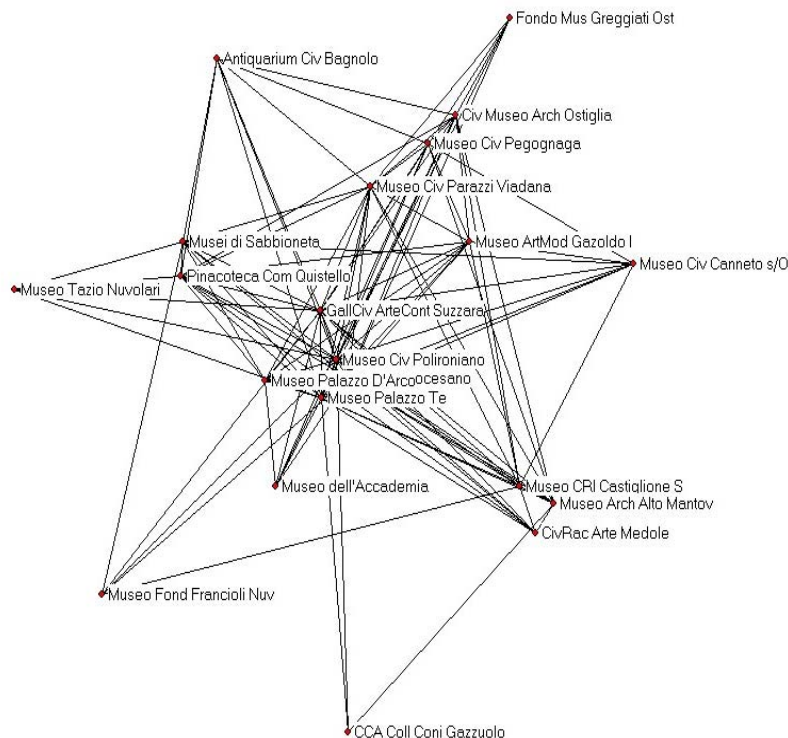 Fondo Mus Greggiati Ost
Antiquarium Civ Bagnolo
Civ Museo Arch Ostiglia
Museo Civ Pegognaga
Museo Civ Parazzi Viadana
Musei di Sabbioneta
Museo ArtMod Gazoldo I
Museo Civ Canneto s/O
Pinacoteca Com Quistello
Museo Tazio Nuvolari
GallCiv ArteCont Suzzara
Museo Civ Polironiano
Museo Palazzo D'Arco
ocesano
Museo Palazzo Te
Museo dell'Accademia
Museo CRI Castiglione S
Museo Arch Alto Mantov
CivRac Arte Medole
Museo Fond Francioli Nuv
CCA Coll Coni Gazzuolo